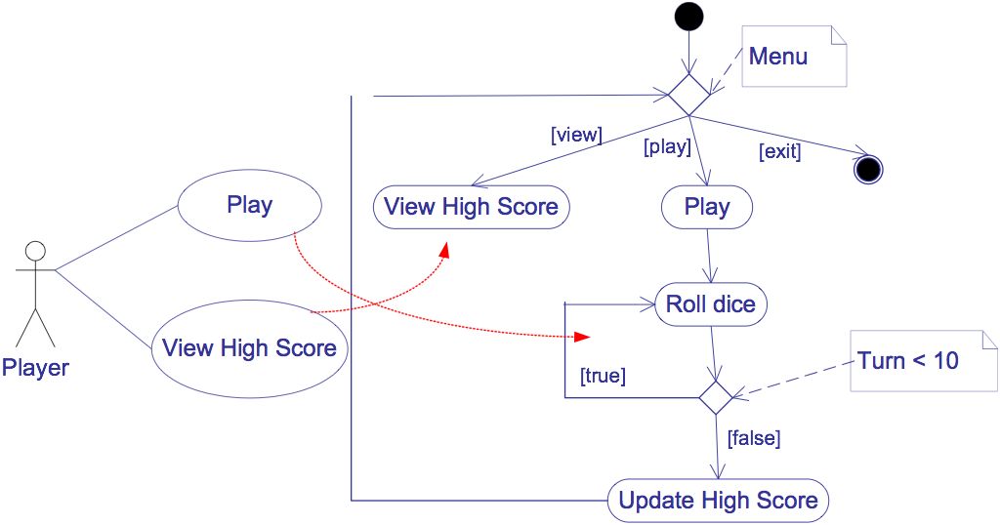 Menu
[view]
[play]
[exit]
Play
View High Score
Play
Roll dice
View High Score
Player
[true]
Turn < 10
[false]
Update High Score